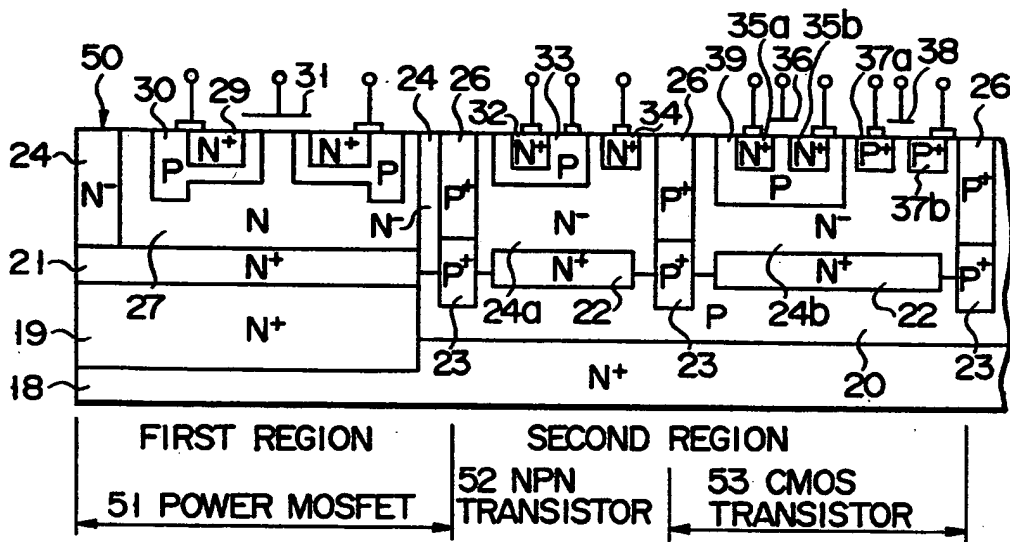 35a 35b
50 30 29 31 24 26 33 26 39 36 37a 38 26
32 34
24 N+ N+ N+ N+ N+ N+ P+ P+
P P P P P+ P+ P+ 37b
N- N N- N- N-
21 N+ P+ N+ P+ N+ P+
27 24a 22 P 24b 22
19 N+ 23 23 20 23
18 N+
FIRST REGION SECOND REGION
51 POWER MOSFET 52 NPN TRANSISTOR 53 CMOS TRANSISTOR